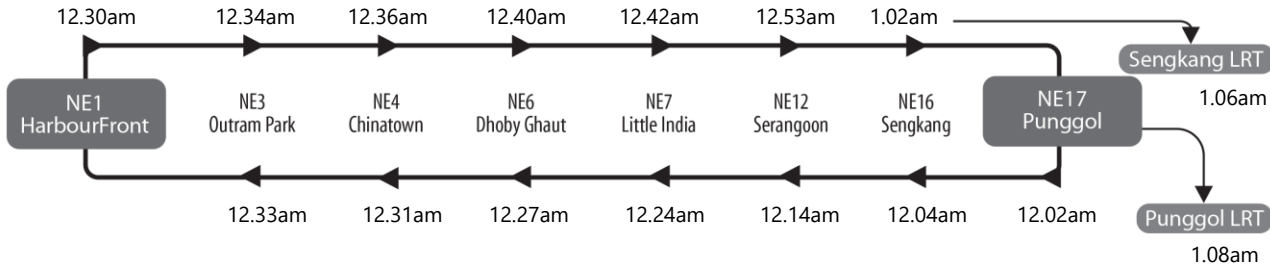 12.30am 12.34am 12.36am 12.40am 12.42am 12.53am 1.02am
Sengkang LRT
1.06am
NE1
HarbourFront
NE3
Outram Park
NE4
Chinatown
NE6
Dhoby Ghaut
NE7
Little India
NE12
Serangoon
NE16
Sengkang
NE17
Punggol
12.33am 12.31am 12.27am 12.24am 12.14am 12.04am 12.02am
Punggol LRT
1.08am